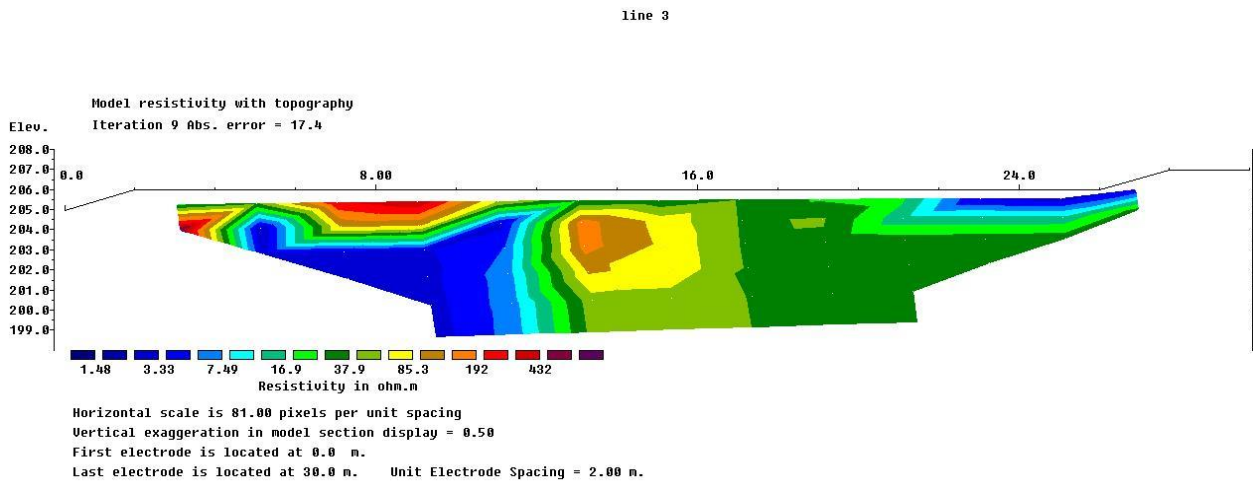 line 3
Model resistivity with topography
Iteration 9 Abs. error = 17.4
Elev.
208.0
207.0
206.0
205.0
204.0
203.0
202.0
201.0
200.0
199.0
0.0 8.00 16.0 24.0
1.48 3.33 7.49 16.9 37.9 85.3 192 432
Resistivity in ohm.m
Horizontal scale is 81.00 pixels per unit spacing
Vertical exaggeration in model section display = 0.50
First electrode is located at 0.0 m.
Last electrode is located at 30.0 m. Unit Electrode Spacing = 2.00 m.